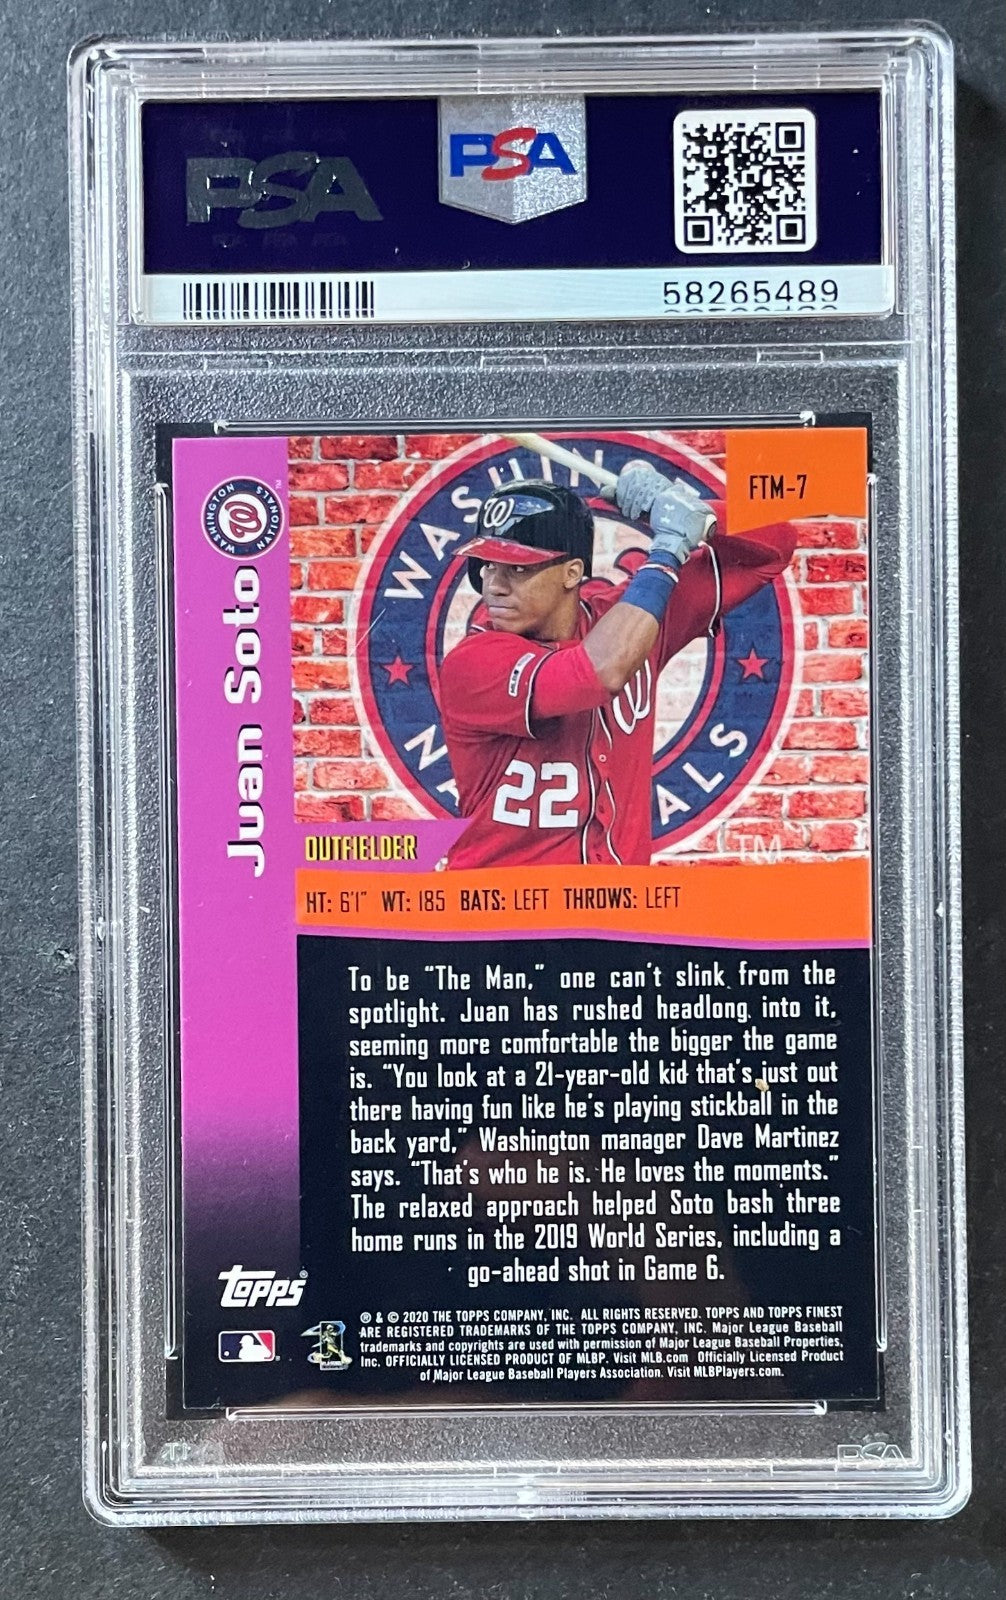 PSA
PSA
58265489
FTM-7
WASHINGTON NATIONALS
Juan Soto
WASHIN
NA
ALS
W
22
TM
OUTFIELDER
HT: 6'1" WT: 185 BATS: LEFT THROWS: LEFT
To be "The Man," one can't slink from the
spotlight. Juan has rushed headlong into it,
seeming more comfortable the bigger the game
is. "You look at a 21-year-old kid that's just out
there having fun like he's playing stickball in the
back yard," Washington manager Dave Martinez
says. "That's who he is. He loves the moments."
The relaxed approach helped Soto bash three
home runs in the 2019 World Series, including a
go-ahead shot in Game 6.
Topps®
® & © 2020 THE TOPPS COMPANY, INC. ALL RIGHTS RESERVED. TOPPS AND TOPPS FINEST
ARE REGISTERED TRADEMARKS OF THE TOPPS COMPANY, INC. Major League Baseball
trademarks and copyrights are used with permission of Major League Baseball Properties,
Inc. OFFICIALLY LICENSED PRODUCT OF MLBP. Visit MLB.com Officially Licensed Product
of Major League Baseball Players Association. Visit MLBPlayers.com.
PSA